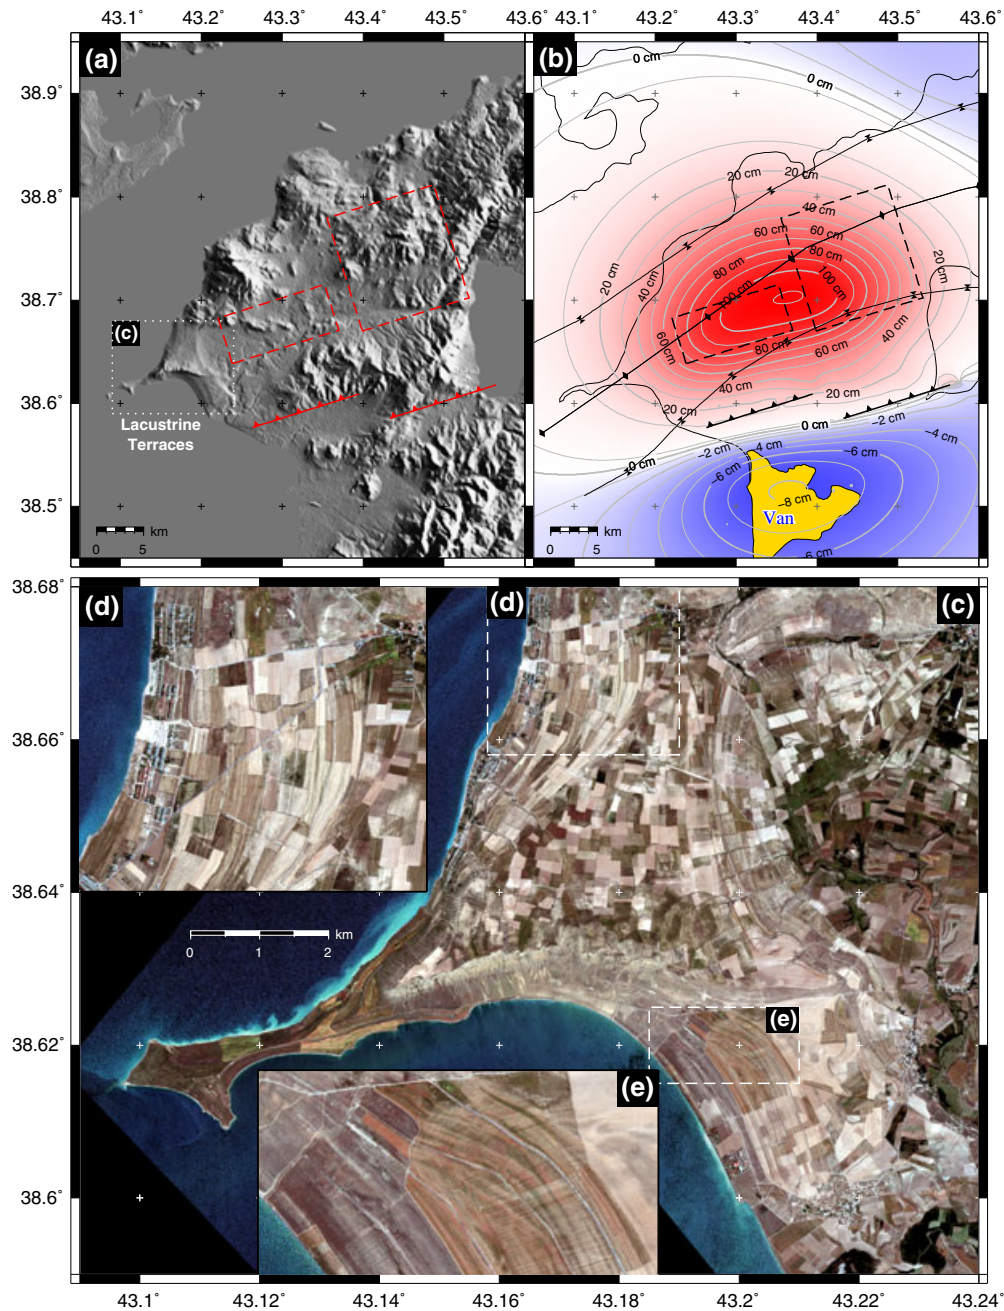 43.1˚ 43.2˚ 43.3˚ 43.4˚ 43.5˚ 43.6˚
43.1˚ 43.2˚ 43.3˚ 43.4˚ 43.5˚ 43.6˚
(a)
38.9˚
38.8˚
38.7˚
38.6˚
38.5˚
(c)
Lacustrine
Terraces
km
0 5
(b)
0 cm
0 cm
20 cm
20 cm
40 cm
60 cm
60 cm
80 cm
80 cm
100 cm
100 cm
20 cm
40 cm
20 cm
60 cm
80 cm
60 cm
40 cm
40 cm
20 cm
20 cm
0 cm
0 cm
−2 cm
−2 cm
−4 cm
−4 cm
−6 cm
−6 cm
−8 cm
−6 cm
Van
km
0 5
(d)
(d)
(c)
38.68˚
38.66˚
38.64˚
38.62˚
38.6˚
km
0 1 2
(e)
(e)
43.1˚ 43.12˚ 43.14˚ 43.16˚ 43.18˚ 43.2˚ 43.22˚ 43.24˚